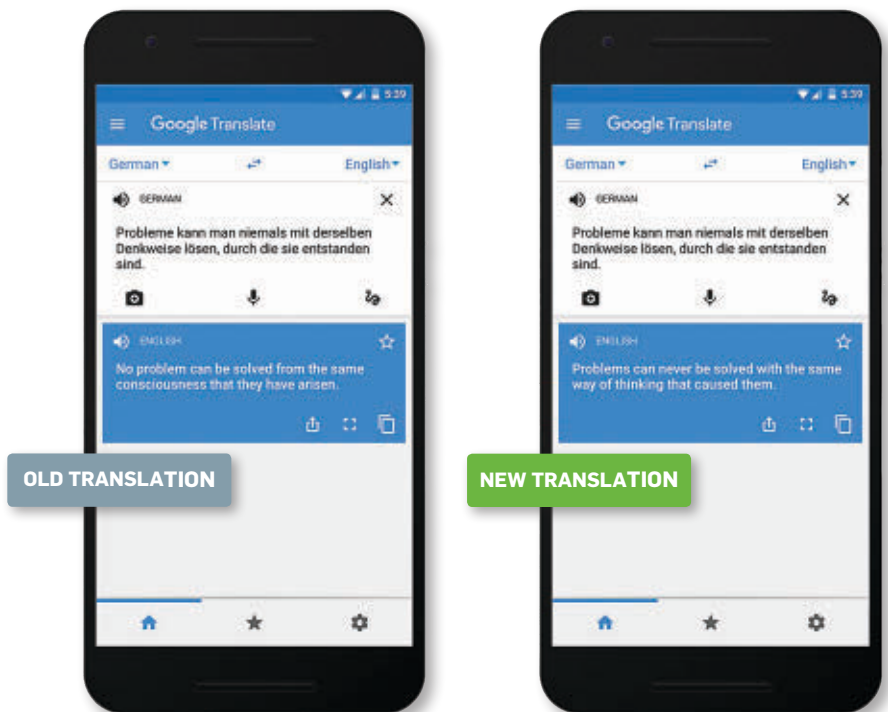 5:39
Google Translate
German
English
GERMAN
Probleme kann man niemals mit derselben
Denkweise lösen, durch die sie entstanden
sind.
ENGLISH
No problem can be solved from the same
consciousness that they have arisen.
OLD TRANSLATION
5:39
Google Translate
German
English
GERMAN
Probleme kann man niemals mit derselben
Denkweise lösen, durch die sie entstanden
sind.
ENGLISH
Problems can never be solved with the same
way of thinking that caused them.
NEW TRANSLATION